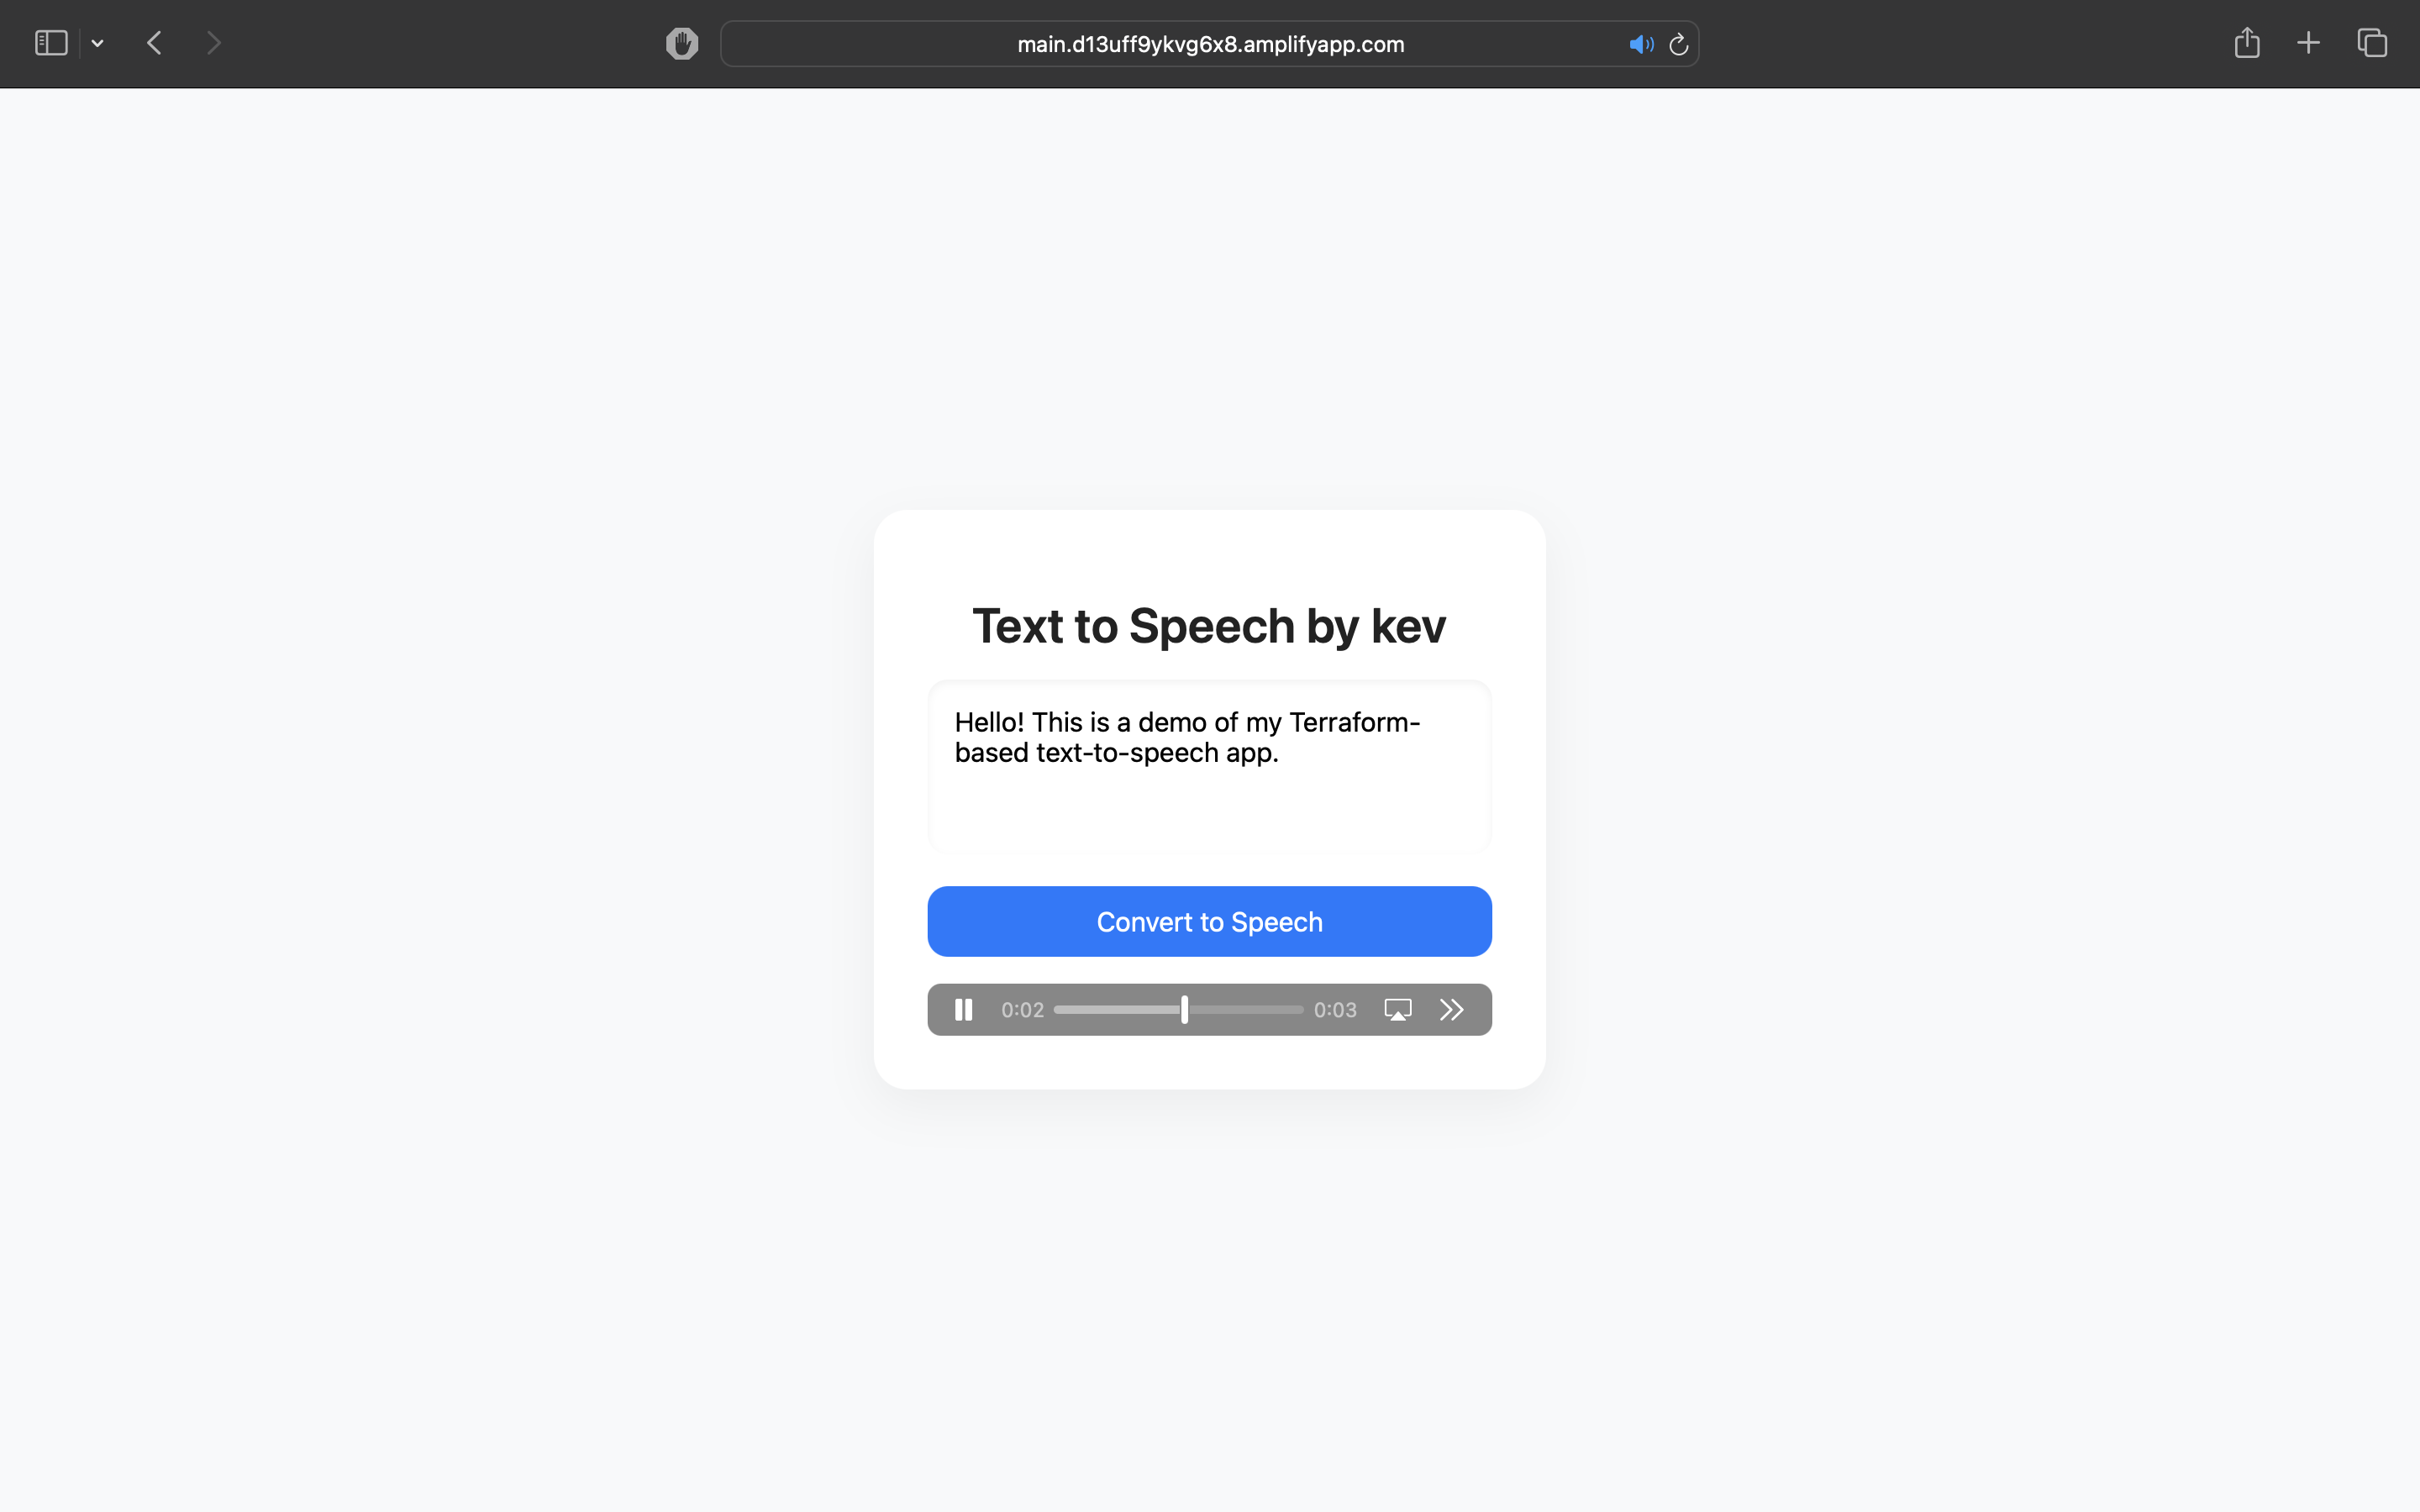 main.d13uff9ykvg6x8.amplifyapp.com
Text to Speech by kev
Hello! This is a demo of my Terraform-
based text-to-speech app.
Convert to Speech
0:02 0:03